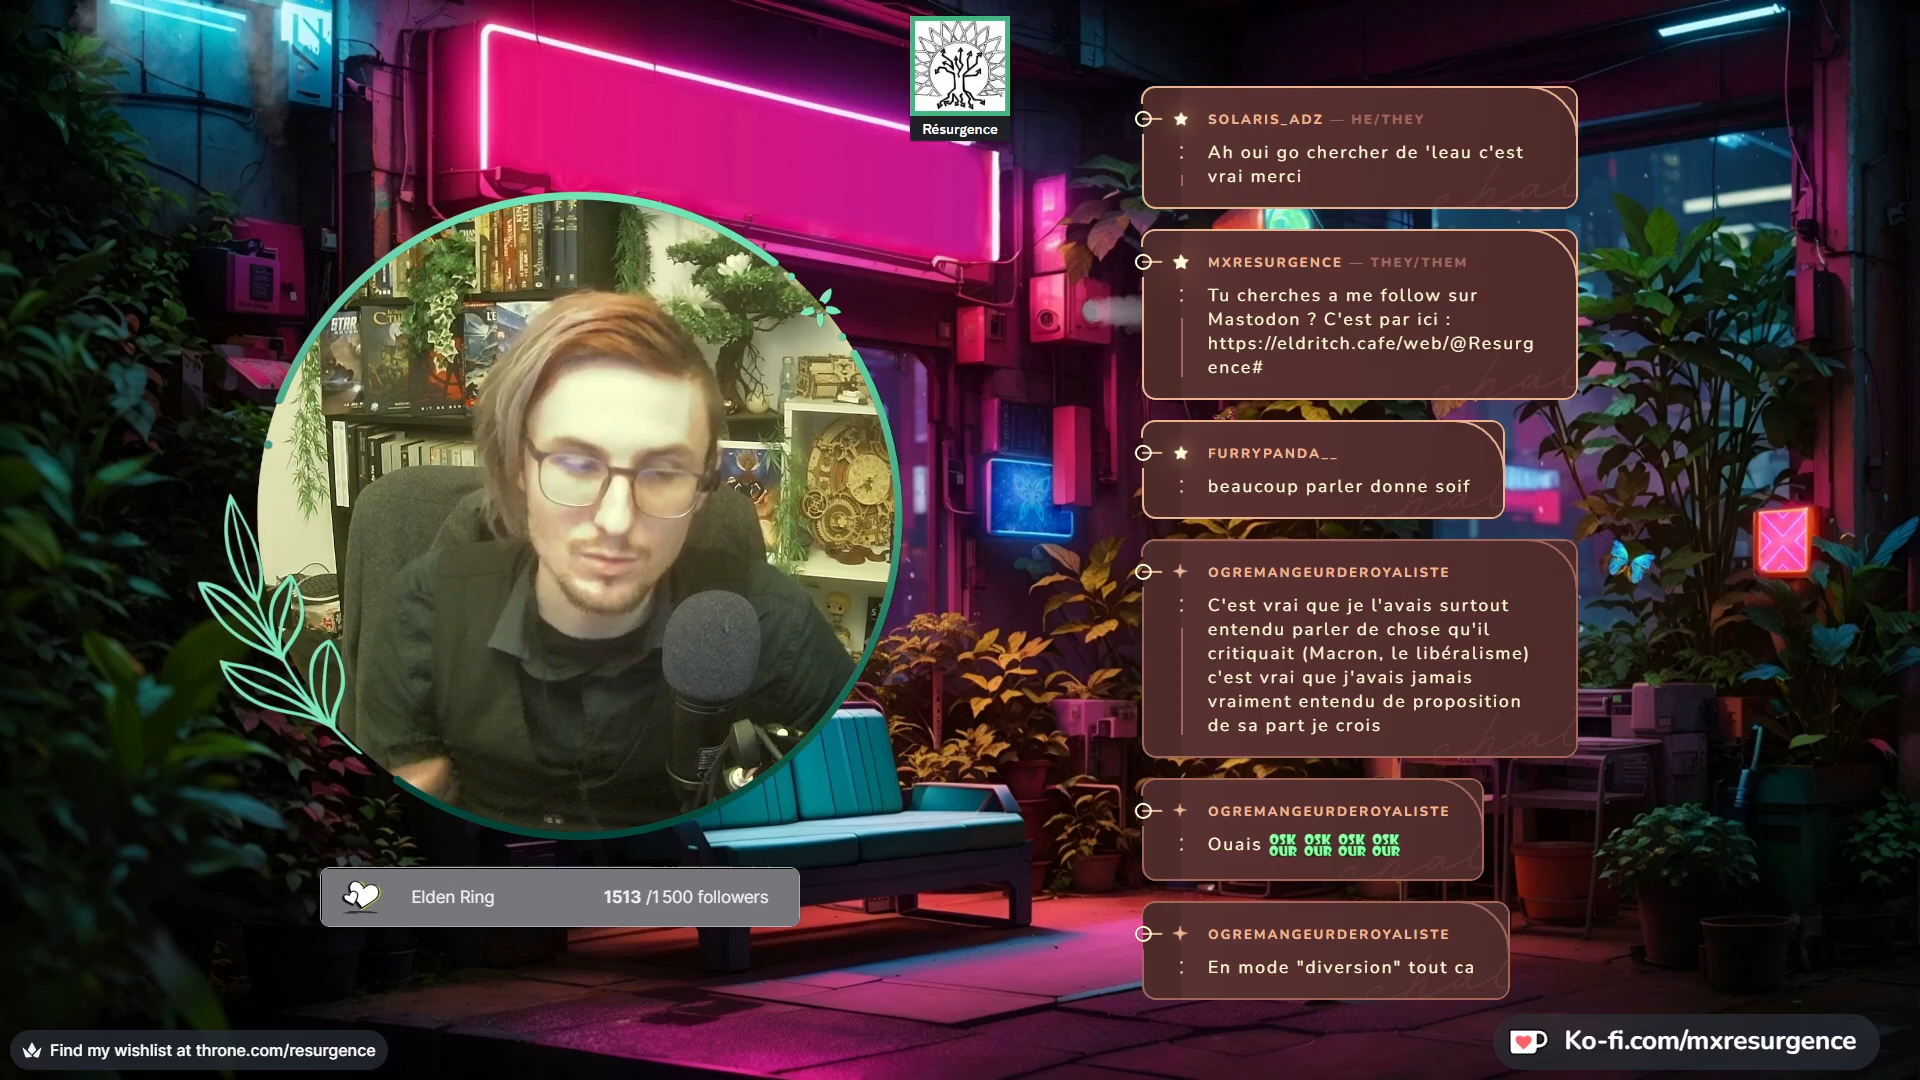 Résurgence
SOLARIS_ADZ — HE/THEY
Ah oui go chercher de 'leau c'est
vrai merci
MXRESURGENCE — THEY/THEM
Tu cherches a me follow sur
Mastodon ? C'est par ici :
https://eldritch.cafe/web/@Resurg
ence#
FURRYPANDA__
beaucoup parler donne soif
OGREMANGEURDEROYALISTE
C'est vrai que je l'avais surtout
entendu parler de chose qu'il
critiquait (Macron, le libéralisme)
c'est vrai que j'avais jamais
vraiment entendu de proposition
de sa part je crois
OGREMANGEURDEROYALISTE
Ouais OSKOUR OSKOUR OSKOUR OSKOUR
OGREMANGEURDEROYALISTE
En mode "diversion" tout ca
Elden Ring 1513 /1 500 followers
Find my wishlist at throne.com/resurgence
Ko-fi.com/mxresurgence